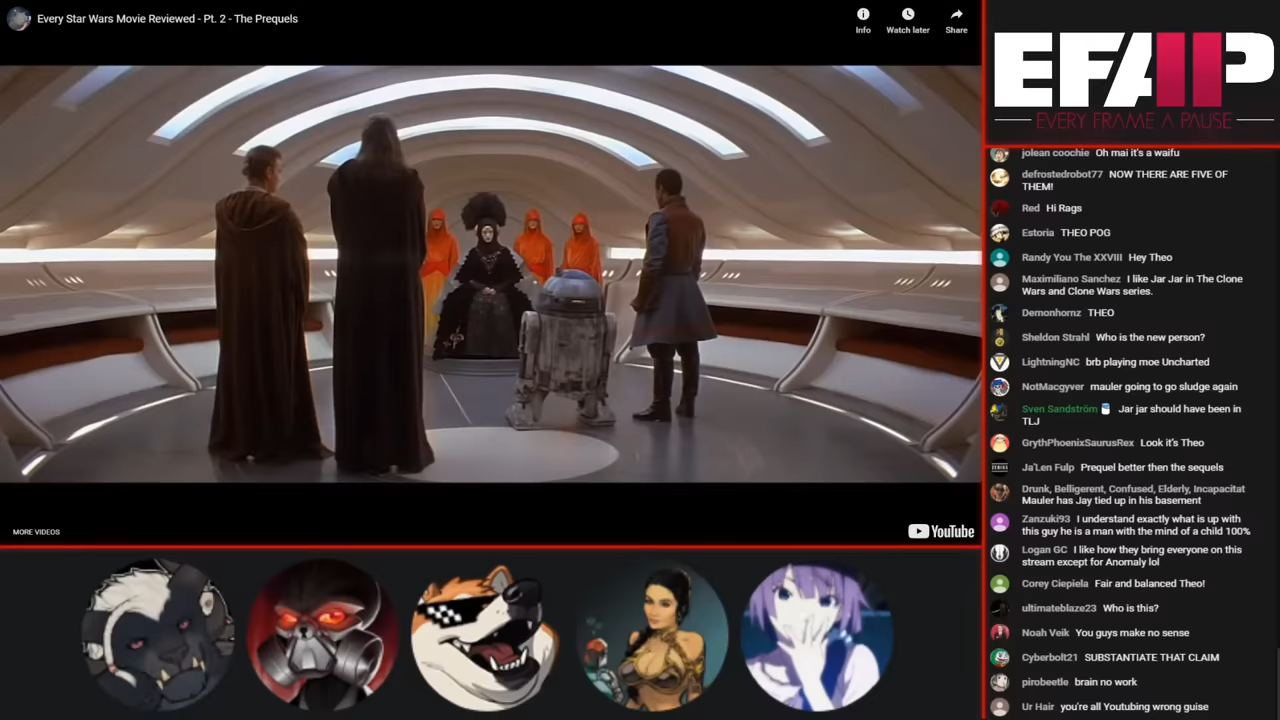 Every Star Wars Movie Reviewed - Pt. 2 - The Prequels
Info
Watch later
Share
EFAP
EVERY FRAME A PAUSE
jolean coochie Oh mai it's a waifu
defrostedrobot77 NOW THERE ARE FIVE OF
THEM!
Red Hi Rags
Estoria THEO POG
Randy You The XXVIII Hey Theo
Maximiliano Sanchez I like Jar Jar in The Clone
Wars and Clone Wars series.
Demonhornz THEO
Sheldon Strahl Who is the new person?
LightningNC brb playing moe Uncharted
NotMacgyver mauler going to go sludge again
Sven Sandström Jar jar should have been in
TLJ
GrythPhoenixSaurusRex Look it's Theo
Ja'Len Fulp Prequel better then the sequels
Drunk, Belligerent, Confused, Elderly, Incapacitat
Mauler has Jay tied up in his basement
Zanzuki93 I understand exactly what is up with
this guy he is a man with the mind of a child 100%
Logan GC I like how they bring everyone on this
stream except for Anomaly lol
Corey Ciepiela Fair and balanced Theo!
ultimateblaze23 Who is this?
Noah Veik You guys make no sense
Cyberbolt21 SUBSTANTIATE THAT CLAIM
pirobeetle brain no work
Ur Hair you're all Youtubing wrong guise
MORE VIDEOS
YouTube